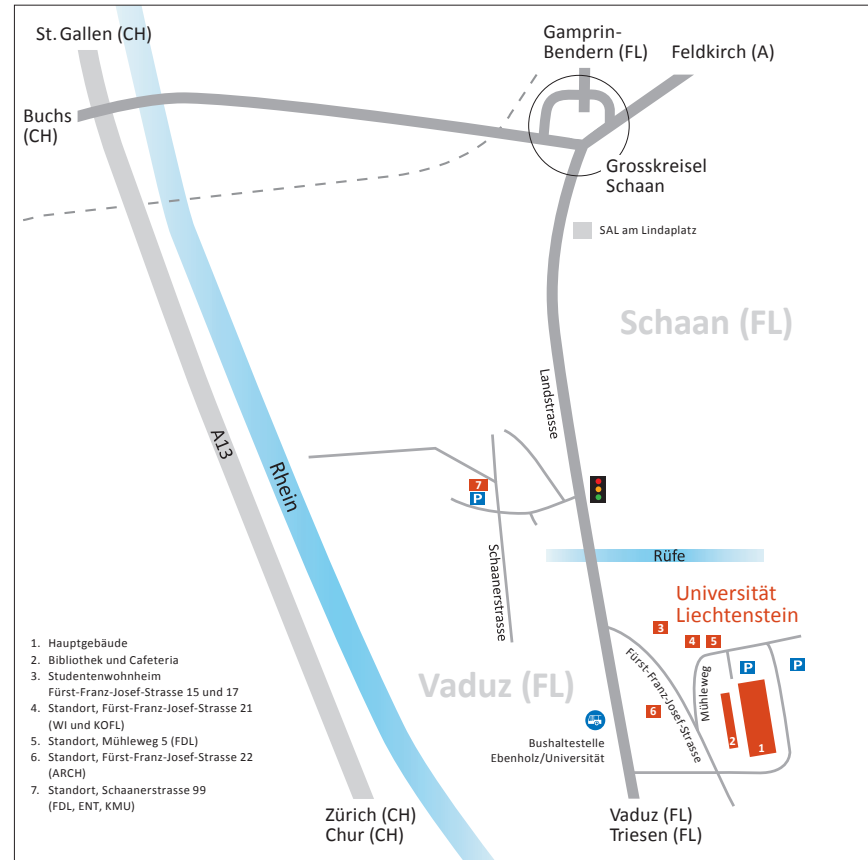 St. Gallen (CH)
Gamprin-
Bendern (FL)
Feldkirch (A)
Buchs
(CH)
Grosskreisel
Schaan
SAL am Lindaplatz
Schaan (FL)
Landstrasse
A13
Rhein
7
P
Schaanerstrasse
Rüfe
Universität
Liechtenstein
3
4
5
P
P
Fürst-Franz-Josef-Strasse
Mühleweg
6
2
1
Vaduz (FL)
Bushaltestelle
Ebenholz/Universität
1. Hauptgebäude
2. Bibliothek und Cafeteria
3. Studentenwohnheim
Fürst-Franz-Josef-Strasse 15 und 17
4. Standort, Fürst-Franz-Josef-Strasse 21
(WI und KOFL)
5. Standort, Mühleweg 5 (FDL)
6. Standort, Fürst-Franz-Josef-Strasse 22
(ARCH)
7. Standort, Schaanerstrasse 99
(FDL, ENT, KMU)
Zürich (CH)
Chur (CH)
Vaduz (FL)
Triesen (FL)